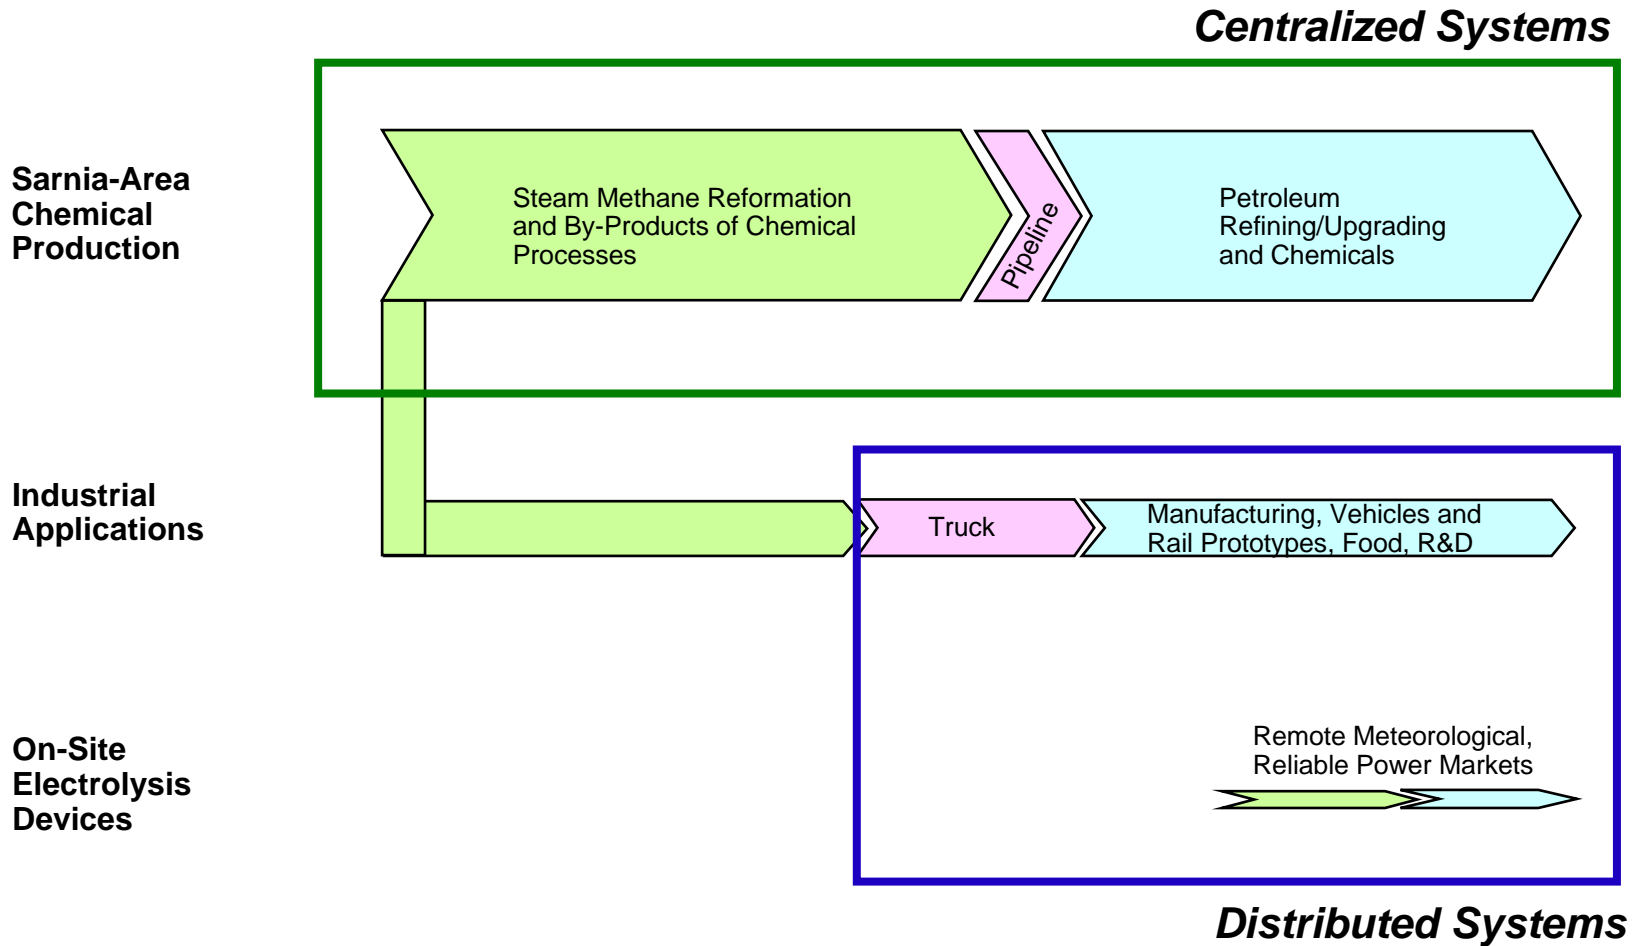 Centralized Systems
Sarnia-Area
Chemical
Production
Steam Methane Reformation
and By-Products of Chemical
Processes
Pipeline
Petroleum
Refining/Upgrading
and Chemicals
Industrial
Applications
Truck
Manufacturing, Vehicles and
Rail Prototypes, Food, R&D
On-Site
Electrolysis
Devices
Remote Meteorological,
Reliable Power Markets
Distributed Systems